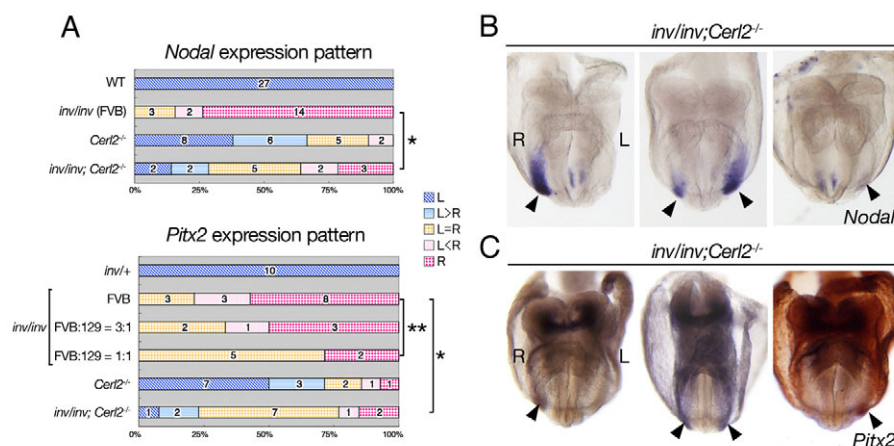 A
Nodal expression pattern
WT
27
inv/inv (FVB)
3 2 14
Cerl2-/-
8 6 5 2
*
inv/inv; Cerl2-/-
2 2 5 2 3
0% 25% 50% 75% 100%
L
L>R
L=R
L<R
R
Pitx2 expression pattern
inv/+
10
FVB
3 3 8
inv/inv
FVB:129 = 3:1
2 1 3
**
FVB:129 = 1:1
5 2
*
Cerl2-/-
7 3 2 1 1
inv/inv; Cerl2-/-
1 2 7 1 2
0% 25% 50% 75% 100%
B
inv/inv;Cerl2-/-
R L
Nodal
C
inv/inv;Cerl2-/-
R L
Pitx2